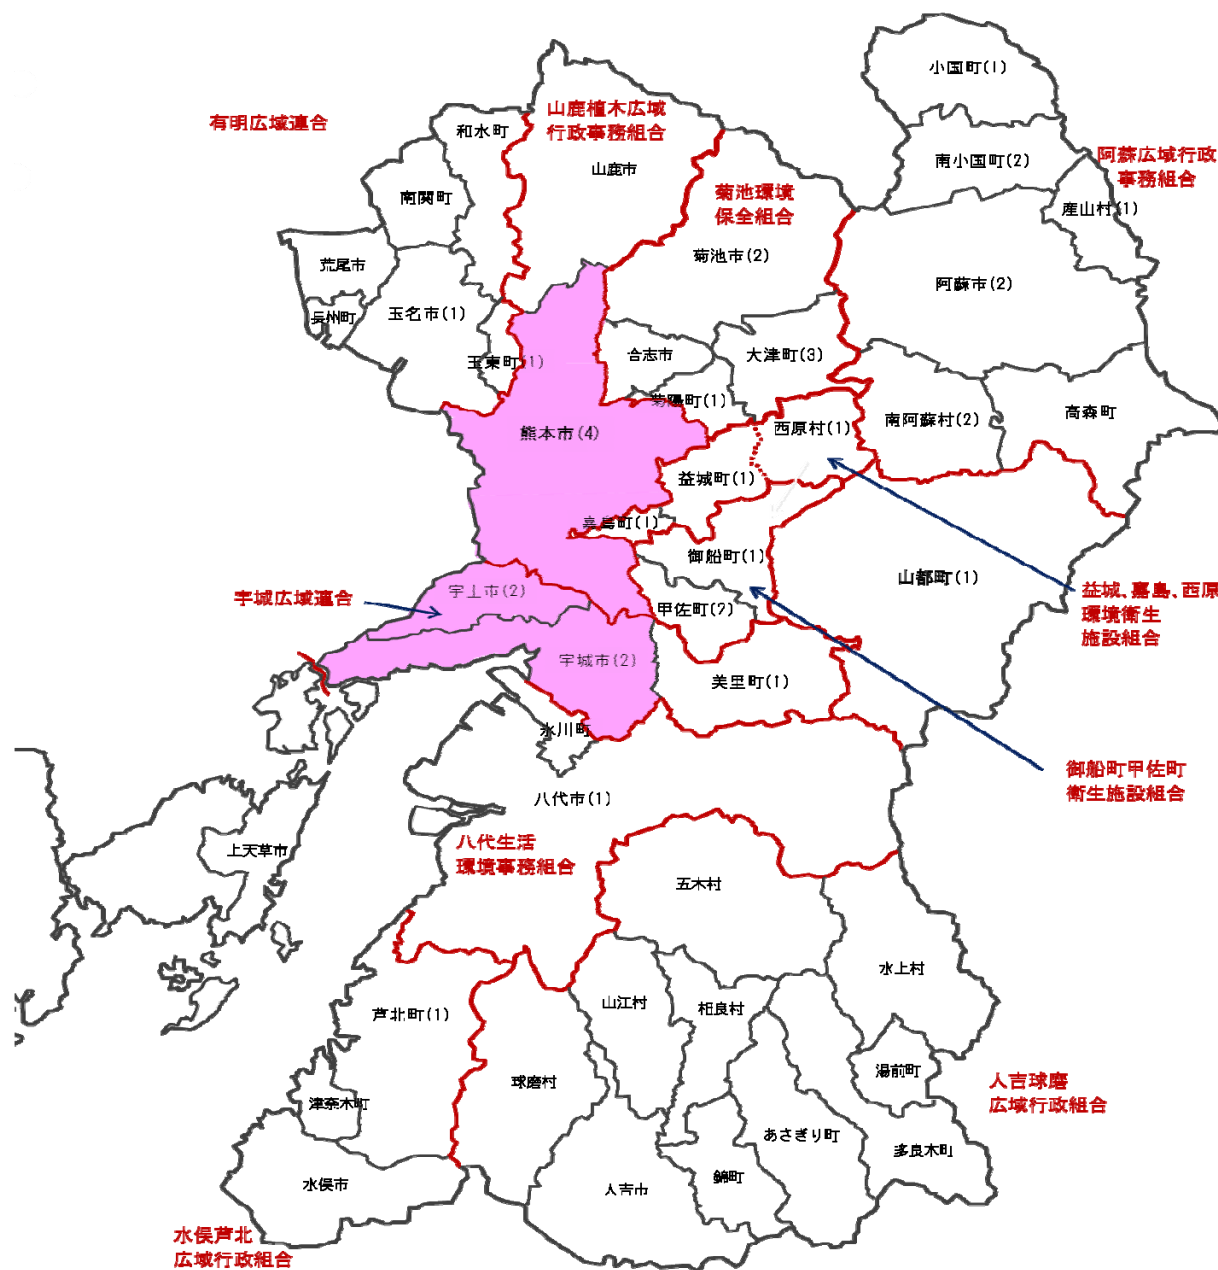 小国町(1)
有明広域連合
和水町
山鹿植木広域
行政事務組合
山鹿市
南小国町(2)
阿蘇広域行政
事務組合
南関町
菊池環境
保全組合
産山村(1)
菊池市(2)
荒尾市
阿蘇市(2)
長州町
玉名市(1)
玉東町(1)
合志市
大津町(3)
菊陽町(1)
熊本市(4)
西原村(1)
南阿蘇村(2)
高森町
益城町(1)
嘉島町(1)
御船町(1)
山都町(1)
宇城広域連合
宇土市(2)
甲佐町(2)
益城、嘉島、西原
環境衛生
施設組合
宇城市(2)
美里町(1)
氷川町
御船町甲佐町
衛生施設組合
八代市(1)
八代生活
環境事務組合
上天草市
五木村
水上村
山江村
相良村
芦北町(1)
球磨村
湯前町
人吉球磨
広域行政組合
津奈木町
あさぎり町
多良木町
水俣市
人吉市
錦町
水俣芦北
広域行政組合